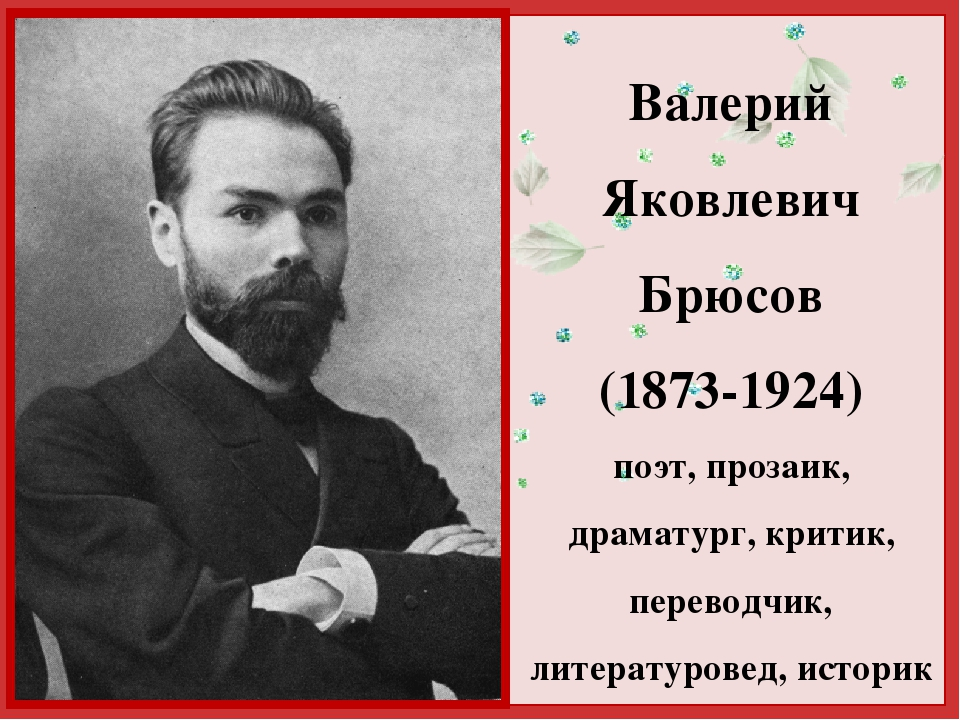 Валерий
Яковлевич
Брюсов
(1873-1924)
поэт, прозаик,
драматург, критик,
переводчик,
литературовед, историк